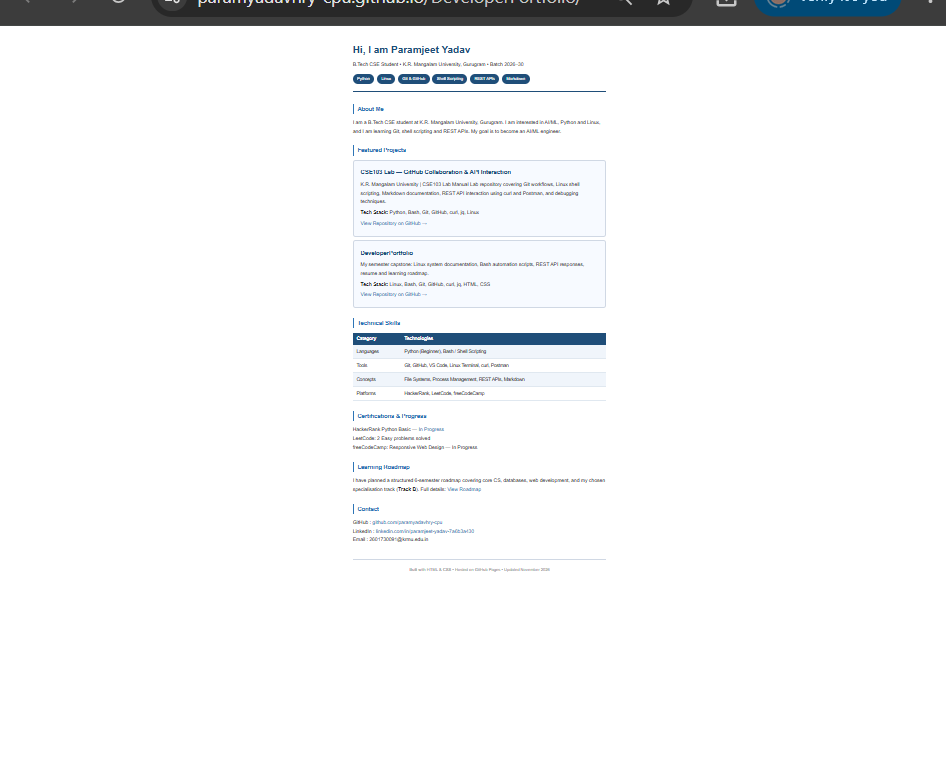 paramyadavhry-cpu.github.io/DeveloperPortfolio/
Verify it's you
Hi, I am Paramjeet Yadav
B.Tech CSE Student • K.R. Mangalam University, Gurugram • Batch 2026-30
Python Linux Git & GitHub Shell Scripting REST APIs Markdown
About Me
I am a B.Tech CSE student at K.R. Mangalam University, Gurugram. I am interested in AI/ML, Python and Linux,
and I am learning Git, shell scripting and REST APIs. My goal is to become an AI/ML engineer.
Featured Projects
CSE103 Lab — GitHub Collaboration & API Interaction
K.R. Mangalam University | CSE103 Lab Manual Lab repository covering Git workflows, Linux shell
scripting, Markdown documentation, REST API interaction using curl and Postman, and debugging
techniques.
Tech Stack: Python, Bash, Git, GitHub, curl, jq, Linux
View Repository on GitHub →
DeveloperPortfolio
My semester capstone: Linux system documentation, Bash automation scripts, REST API responses,
resume and learning roadmap.
Tech Stack: Linux, Bash, Git, GitHub, curl, jq, HTML, CSS
View Repository on GitHub →
Technical Skills
Category Technologies
Languages Python (Beginner), Bash / Shell Scripting
Tools Git, GitHub, VS Code, Linux Terminal, curl, Postman
Concepts File Systems, Process Management, REST APIs, Markdown
Platforms HackerRank, LeetCode, freeCodeCamp
Certifications & Progress
HackerRank Python Basic — In Progress
LeetCode: 2 Easy problems solved
freeCodeCamp: Responsive Web Design — In Progress
Learning Roadmap
I have planned a structured 6-semester roadmap covering core CS, databases, web development, and my chosen
specialisation track (Track B). Full details: View Roadmap
Contact
GitHub : github.com/paramyadavhry-cpu
LinkedIn :
Email : 2601730091@krmu.edu.in
Built with HTML & CSS • Hosted on GitHub Pages • Updated November 2026